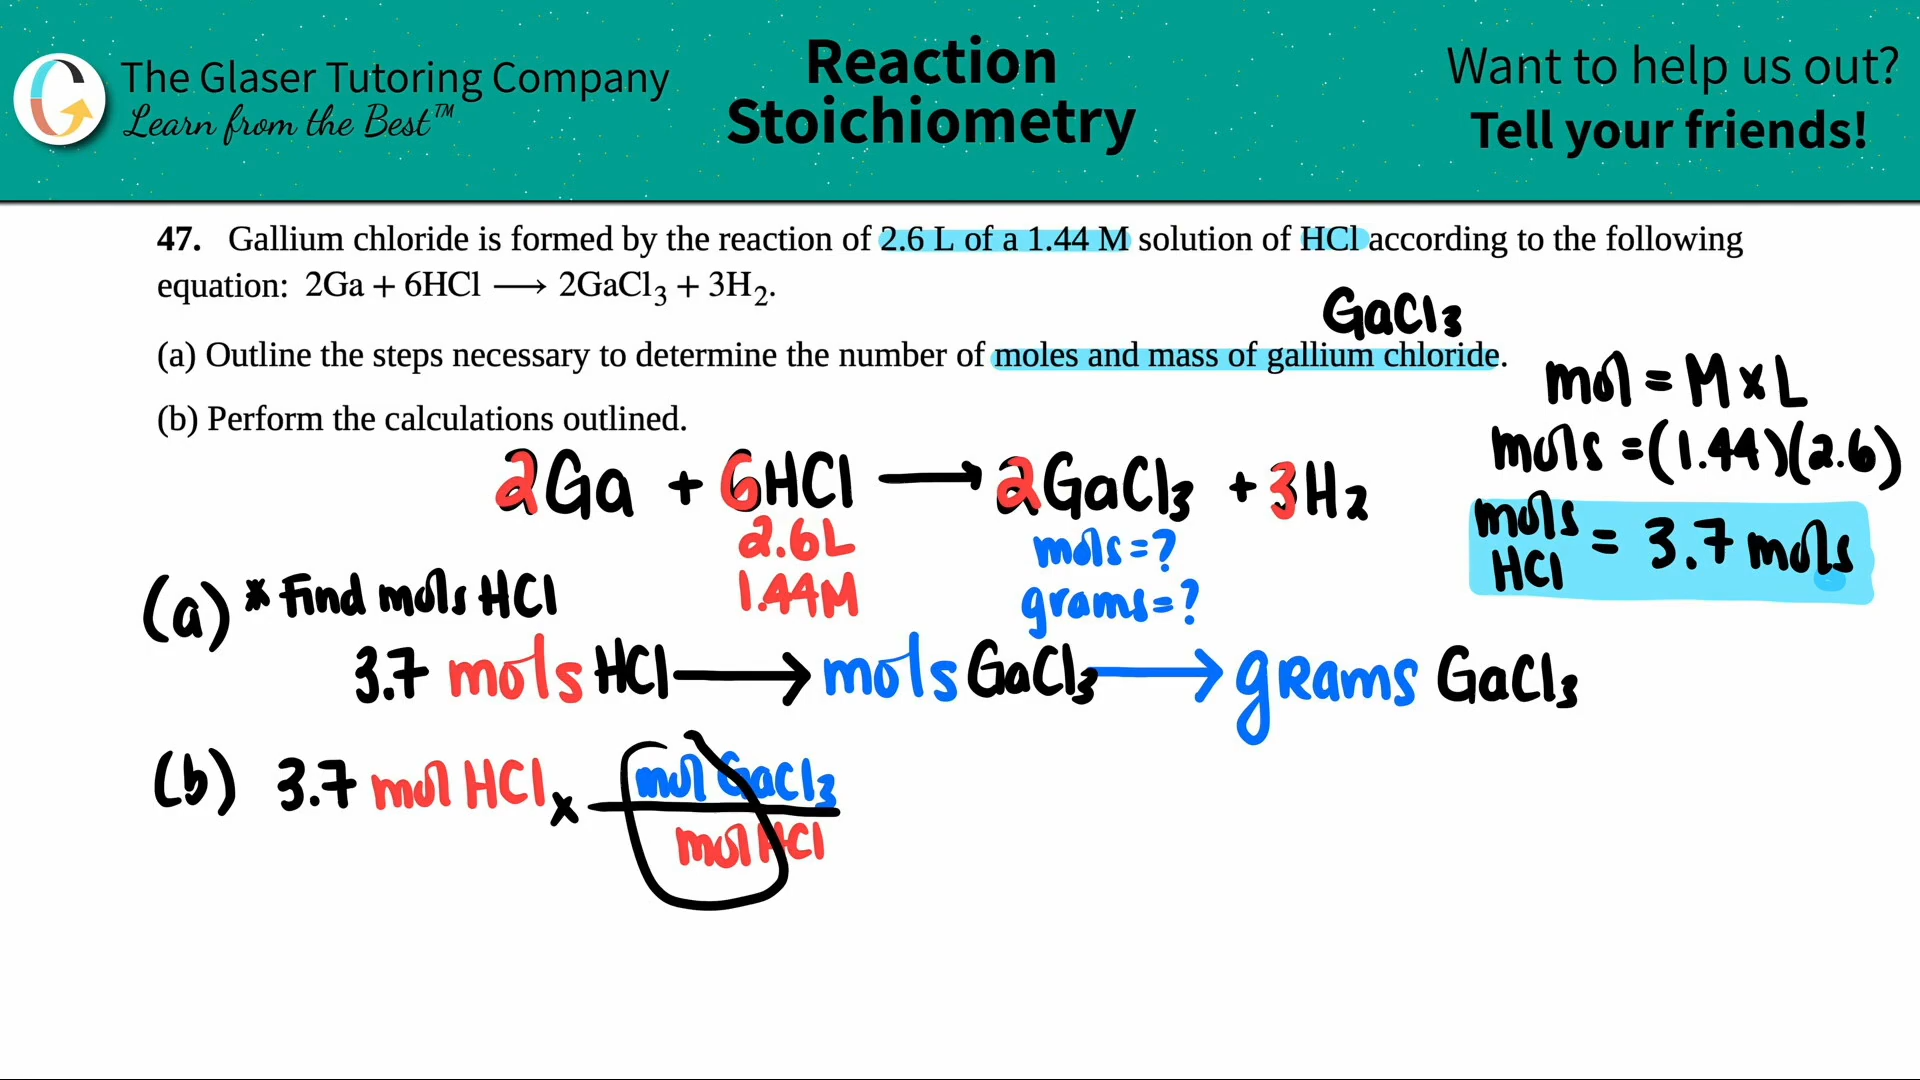 The Glaser Tutoring Company
Learn from the Best™
Reaction
Stoichiometry
Want to help us out?
Tell your friends!
47. Gallium chloride is formed by the reaction of 2.6 L of a 1.44 M solution of HCl according to the following
equation: 2Ga + 6HCl ⟶ 2GaCl₃ + 3H₂.
GaCl₃
(a) Outline the steps necessary to determine the number of moles and mass of gallium chloride.
(b) Perform the calculations outlined.
mol = M x L
mols = (1.44)(2.6)
mols HCl = 3.7 mols
2Ga + 6HCl ⟶ 2GaCl₃ + 3H₂
2.6L
1.44M
mols = ?
grams = ?
(a) * Find mols HCl
3.7 mols HCl ⟶ mols GaCl₃ ⟶ grams GaCl₃
(b) 3.7 mol HCl x mol GaCl₃
mol HCl